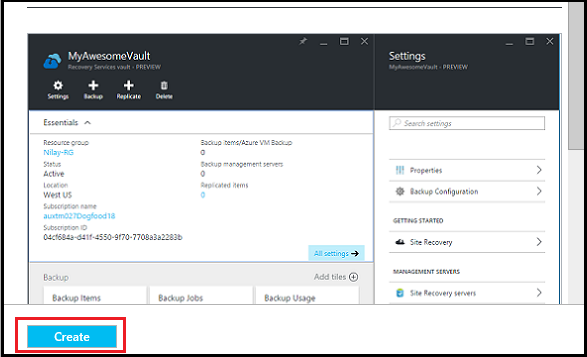 MyAwesomeVault
Recovery Services vault - PREVIEW
Settings
Backup
Replicate
Delete
Essentials
Resource group
Nilay-RG
Status
Active
Location
West US
Subscription name
auxtm027Dogfood18
Subscription ID
04cf684a-d41f-4550-9f70-7708a3a2283b
Backup items/Azure VM Backup
0
Backup management servers
0
Replicated items
0
All settings →
Backup
Add tiles
Backup Items
Backup Jobs
Backup Usage
Settings
MyAwesomeVault - PREVIEW
Search settings
Properties
Backup Configuration
GETTING STARTED
Site Recovery
MANAGEMENT SERVERS
Site Recovery servers
Create